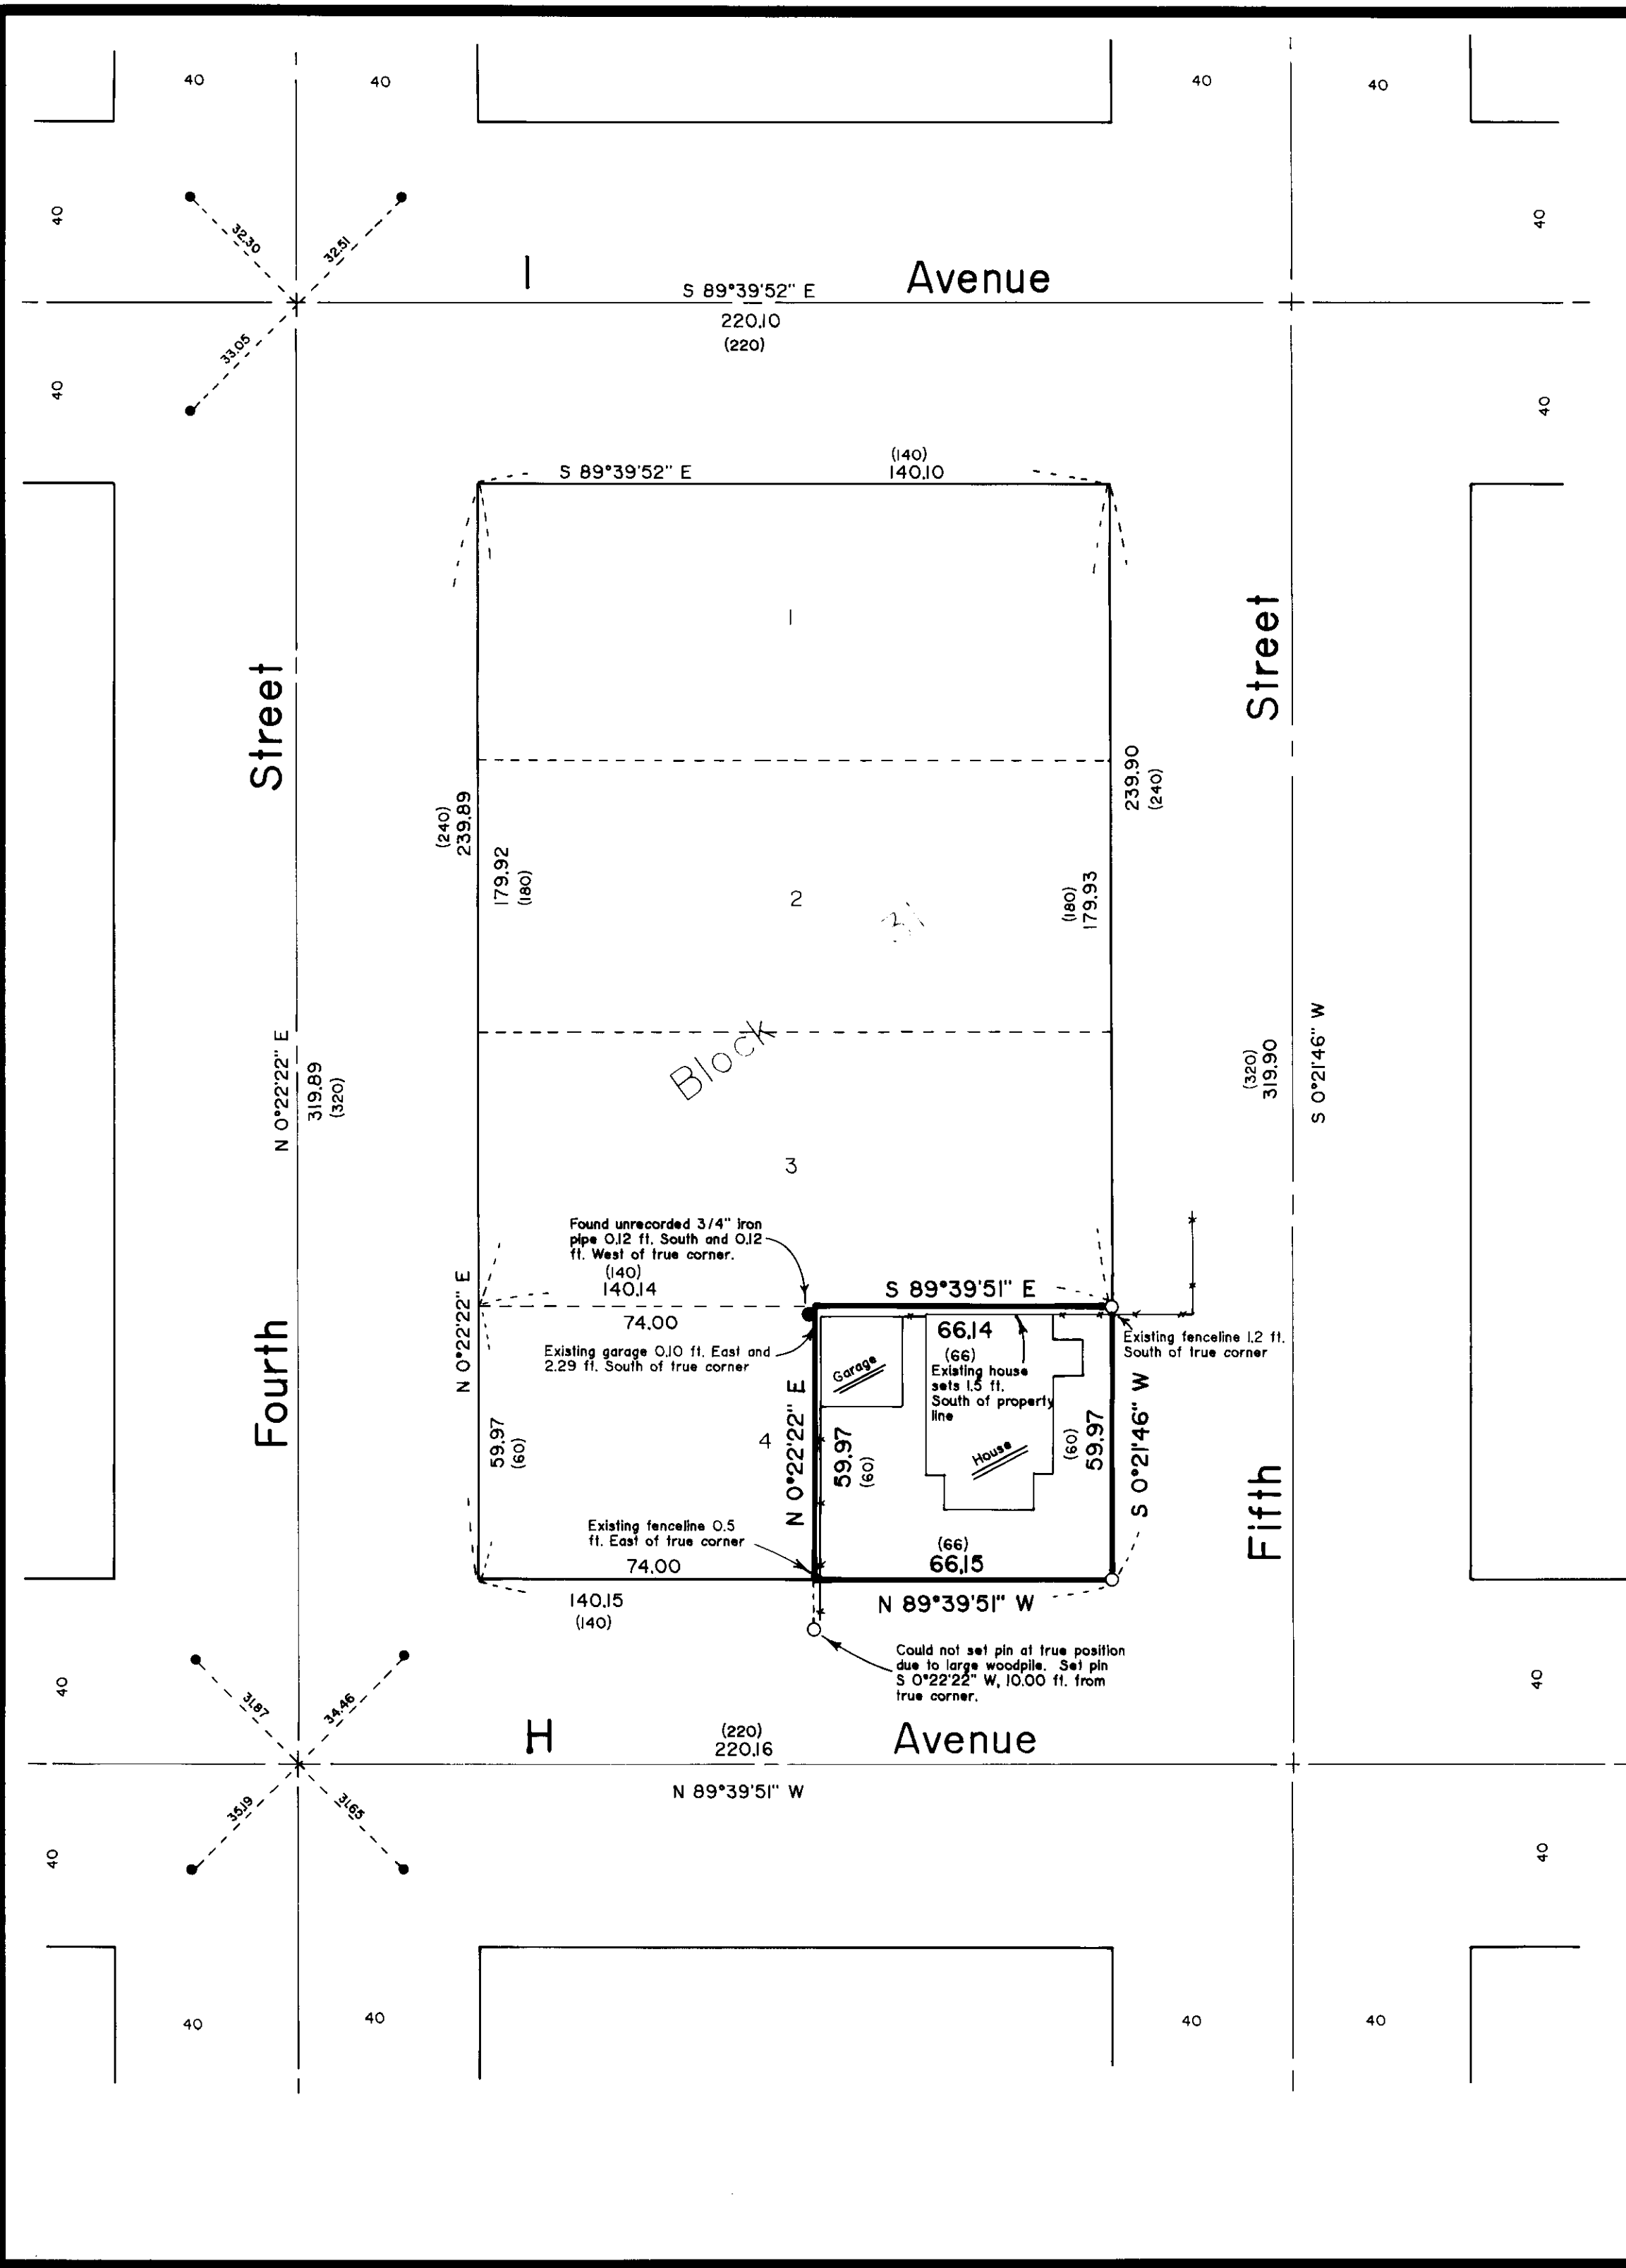 40
40
40
40
40
40
32.30
32.51
I Avenue
S 89°39'52" E
220.10
(220)
33.05
40
40
(140)
S 89°39'52" E
140.10
1
Street
Street
239.90
(240)
(240)
239.89
179.92
(180)
2
31
(180)
179.93
Block
N 0°22'22" E
319.89
(320)
(320)
319.90
S 0°21'46" W
3
Found unrecorded 3/4" iron
pipe 0.12 ft. South and 0.12
ft. West of true corner.
(140)
140.14
N 0°22'22" E
S 89°39'51" E
74.00
66.14
(66)
Existing garage 0.10 ft. East and
2.29 ft. South of true corner
Garage
Existing house
sets 1.5 ft.
South of property
line
Existing fenceline 1.2 ft.
South of true corner
Fourth
59.97
(60)
4
N 0°22'22" E
59.97
(60)
House
(60)
59.97
S 0°21'46" W
Fifth
Existing fenceline 0.5
ft. East of true corner
74.00
(66)
66.15
140.15
(140)
N 89°39'51" W
Could not set pin at true position
due to large woodpile. Set pin
S 0°22'22" W, 10.00 ft. from
true corner.
40
40
31.87
34.46
H Avenue
(220)
220.16
N 89°39'51" W
35.19
31.65
40
40
40
40
40
40